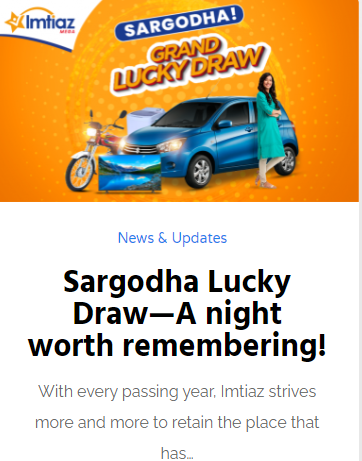 Imtiaz
MEGA
SARGODHA!
GRAND
LUCKY DRAW
News & Updates
Sargodha Lucky
Draw—A night
worth remembering!
With every passing year, Imtiaz strives
more and more to retain the place that
has…